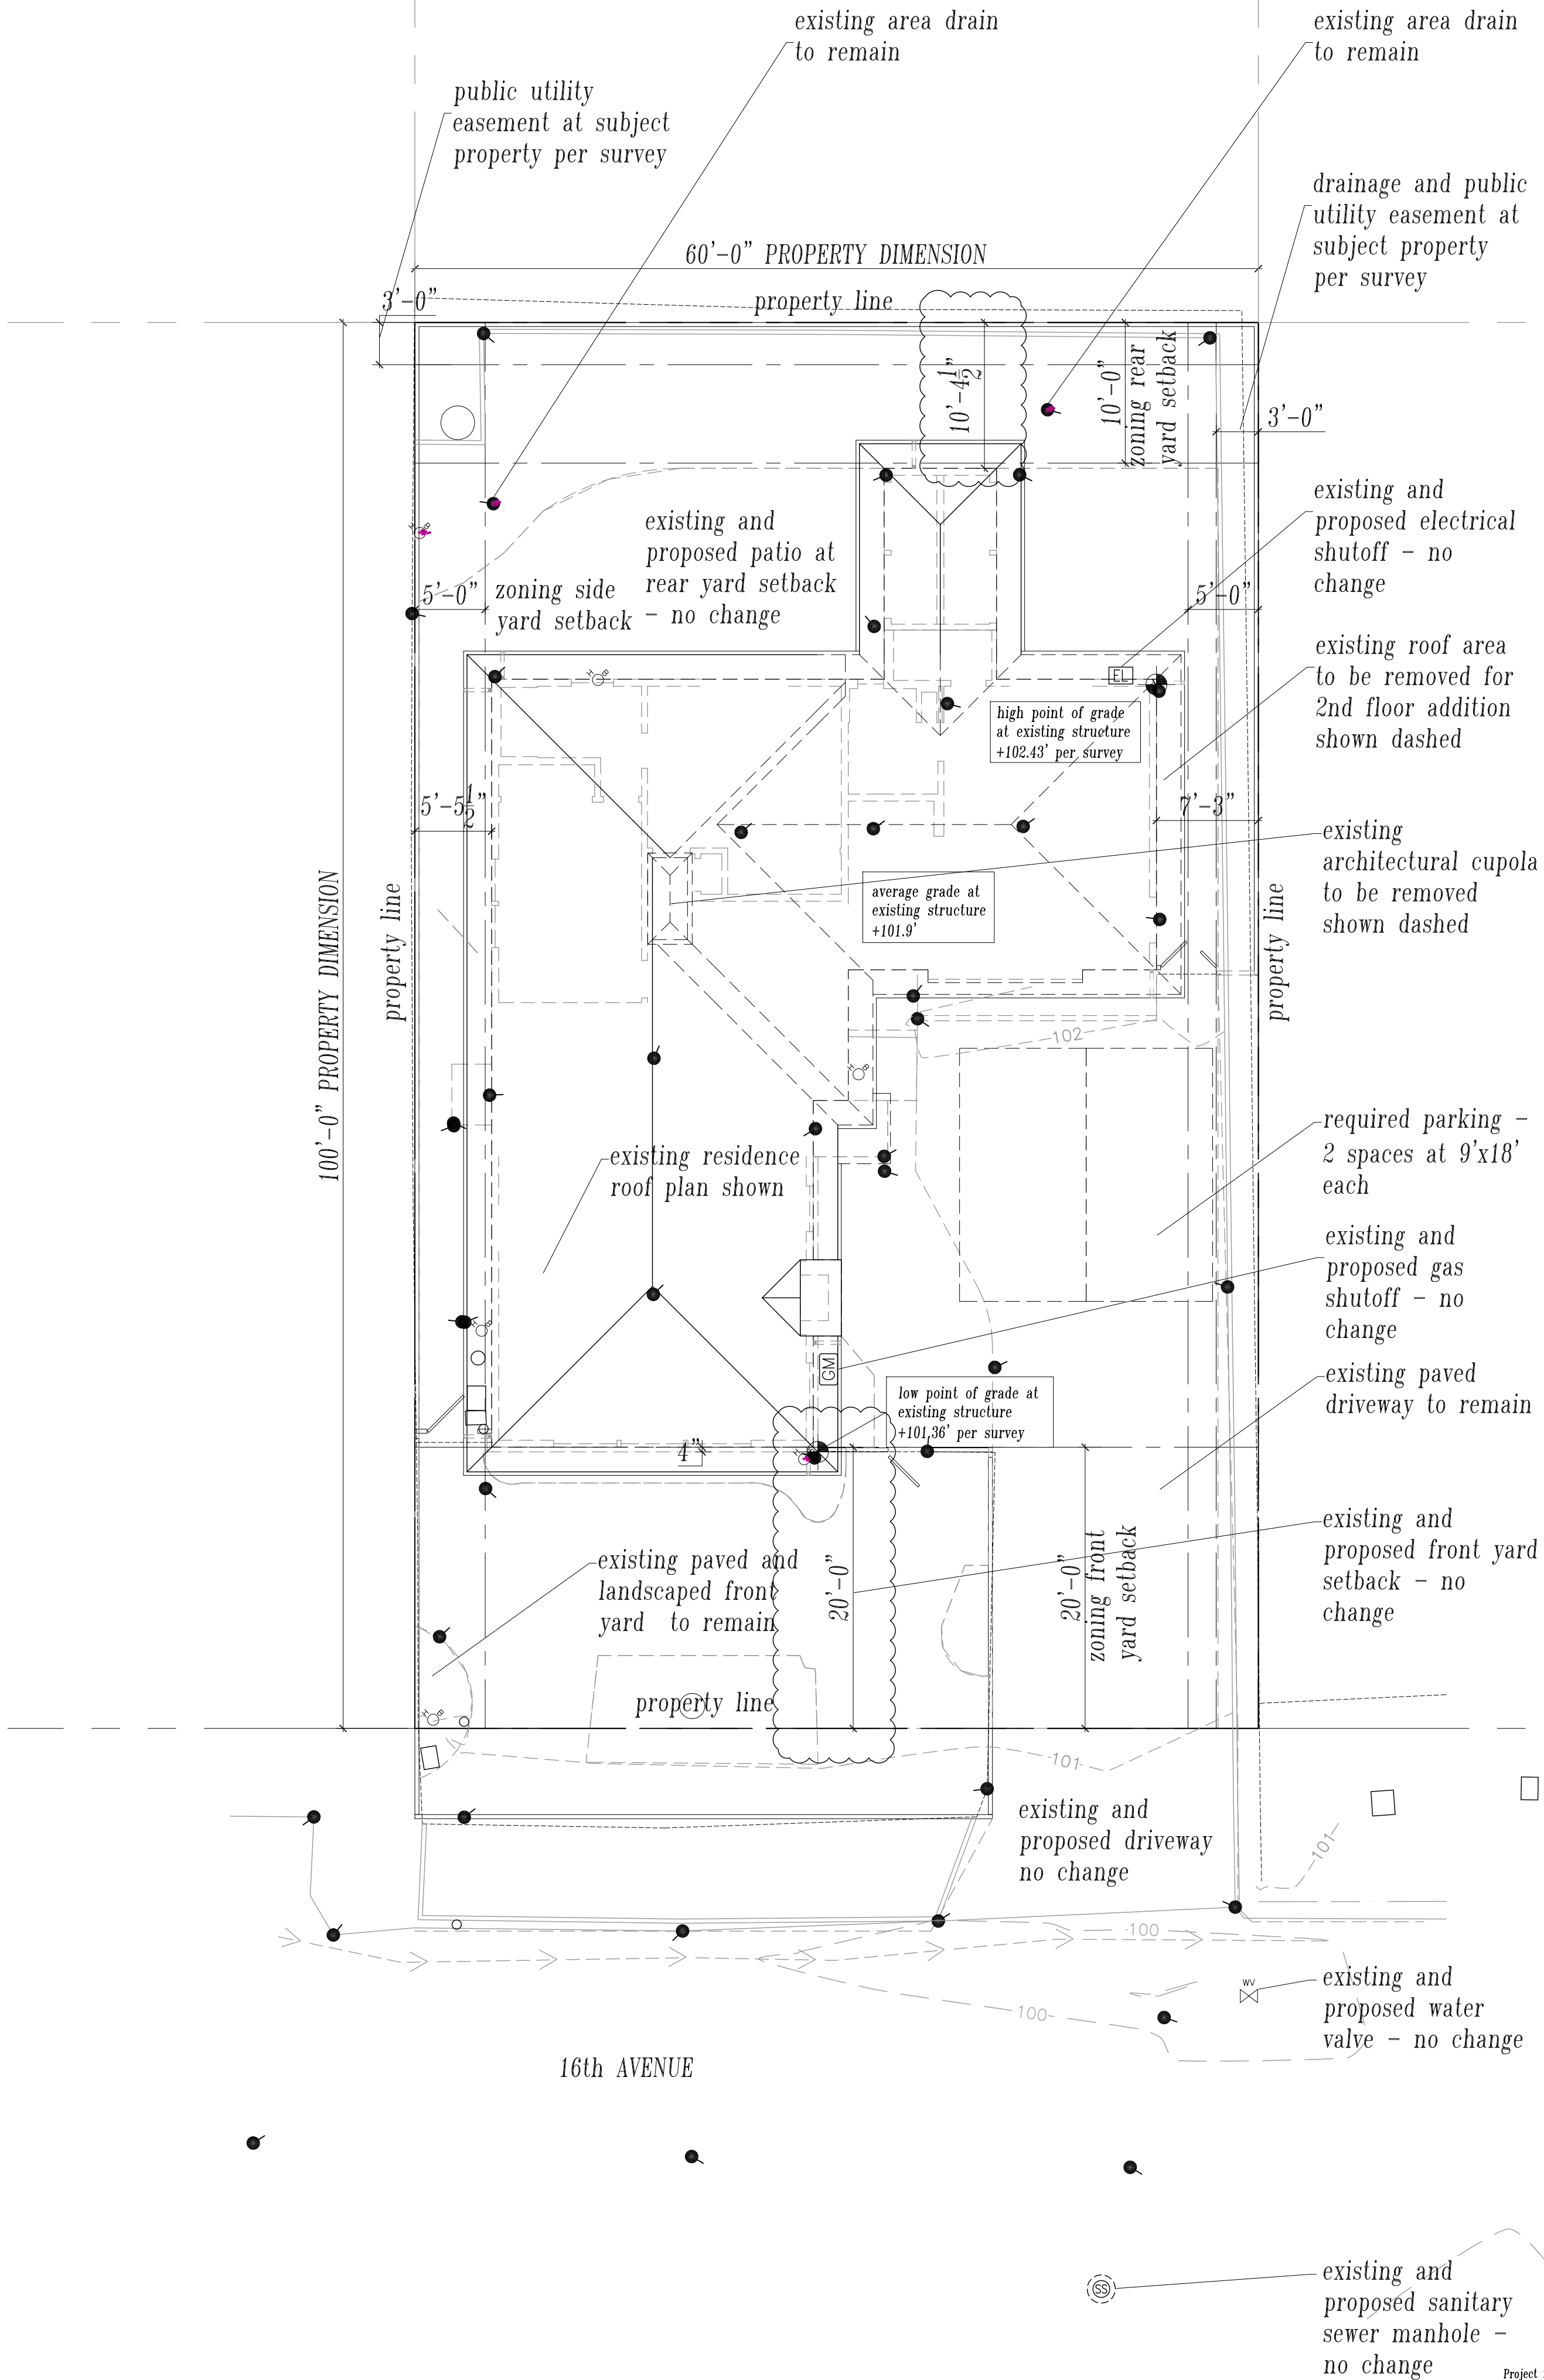 existing area drain
to remain
existing area drain
to remain
public utility
easement at subject
property per survey
drainage and public
utility easement at
subject property
per survey
60'-0" PROPERTY DIMENSION
3'-0"
property line
10'-4 1/2"
10'-0"
zoning rear
yard setback
3'-0"
existing and
proposed electrical
shutoff - no
change
existing and
proposed patio at
rear yard setback
- no change
HB
5'-0"
zoning side
yard setback
5'-0"
existing roof area
to be removed for
2nd floor addition
shown dashed
HB
EL
high point of grade
at existing structure
+102.43' per survey
5'-5 1/2"
7'-3"
existing
architectural cupola
to be removed
shown dashed
average grade at
existing structure
+101.9'
100'-0" PROPERTY DIMENSION
property line
property line
102
HB
required parking -
2 spaces at 9'x18'
each
existing residence
roof plan shown
existing and
proposed gas
shutoff - no
change
HB
GM
existing paved
driveway to remain
low point of grade at
existing structure
+101.36' per survey
4"
H
existing and
proposed front yard
setback - no
change
20'-0"
20'-0"
zoning front
yard setback
existing paved and
landscaped front
yard to remain
property line
HB
101
existing and
proposed driveway
no change
101
100
100
WV
existing and
proposed water
valve - no change
16th AVENUE
SS
existing and
proposed sanitary
sewer manhole -
no change
Project